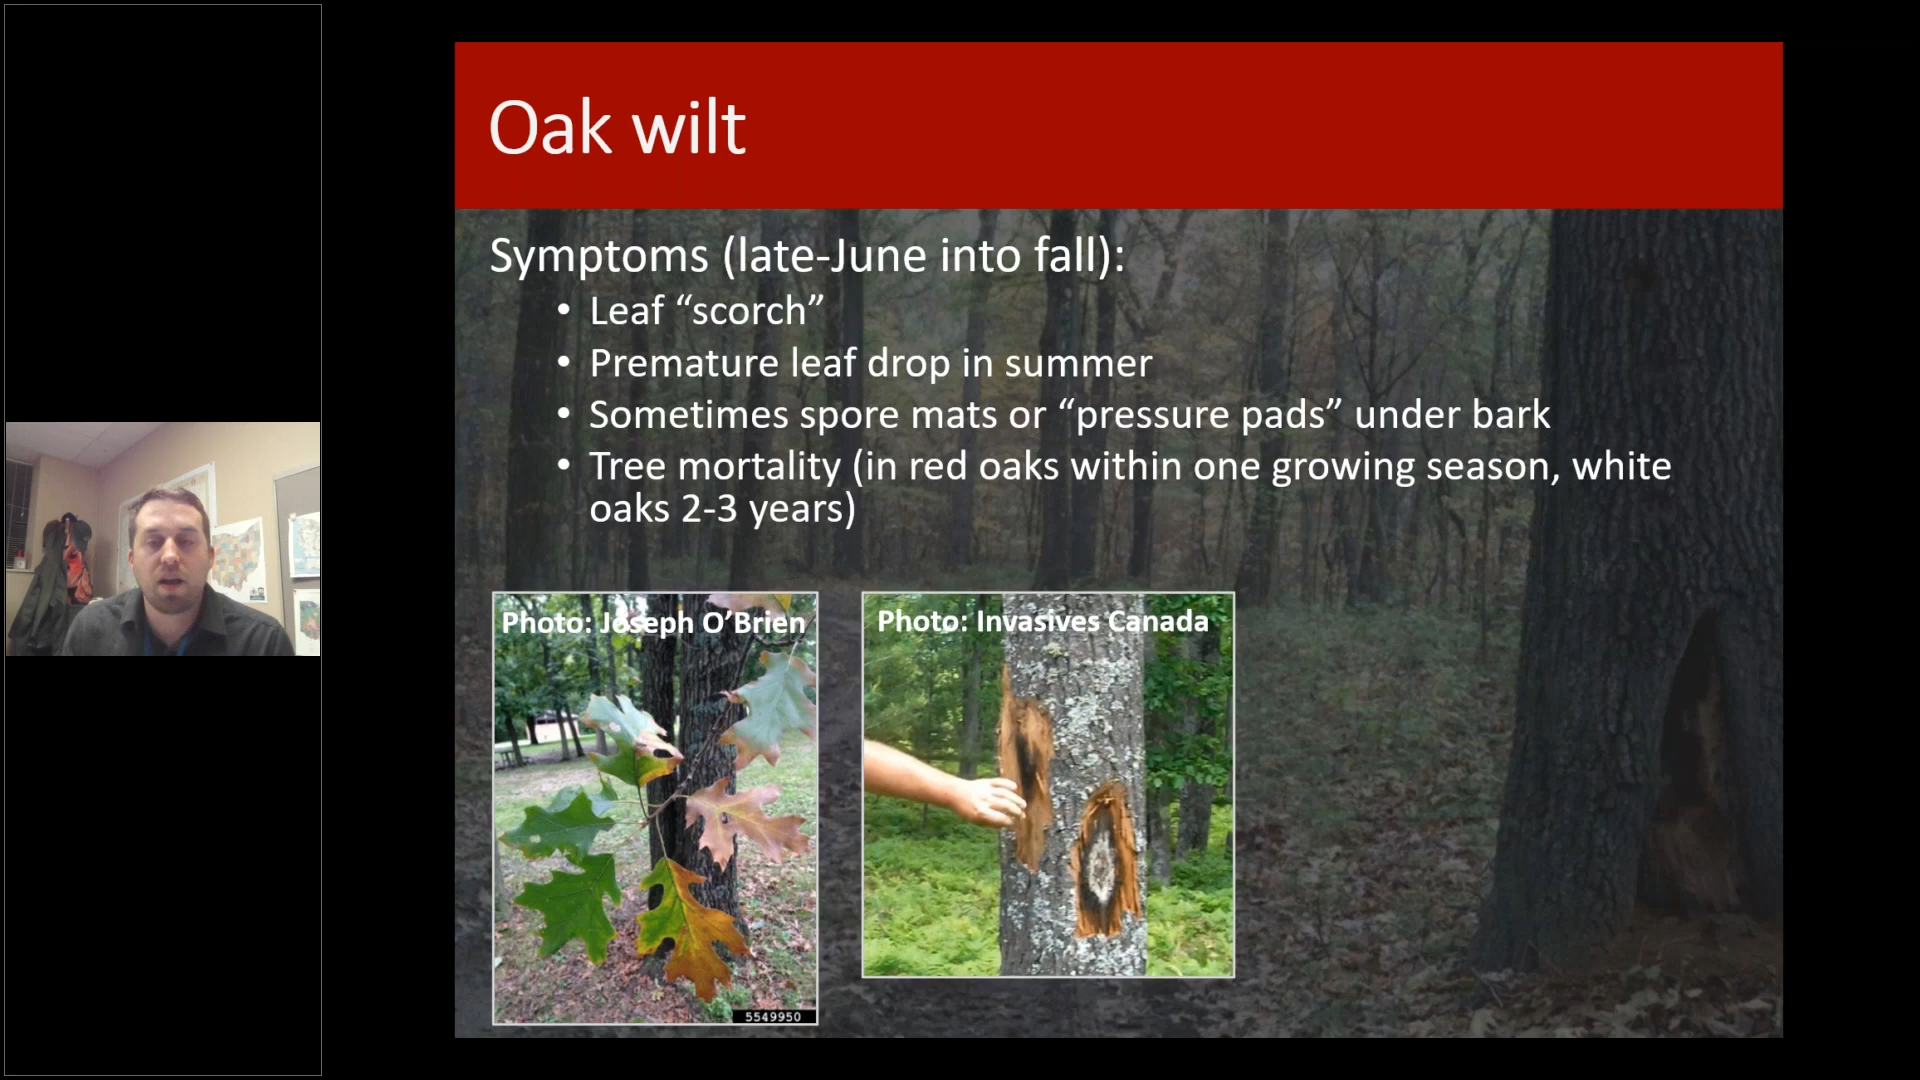 Oak wilt
Symptoms (late-June into fall):
• Leaf “scorch”
• Premature leaf drop in summer
• Sometimes spore mats or “pressure pads” under bark
• Tree mortality (in red oaks within one growing season, white
oaks 2-3 years)
Photo: Joseph O’Brien
Photo: Invasives Canada
5549950